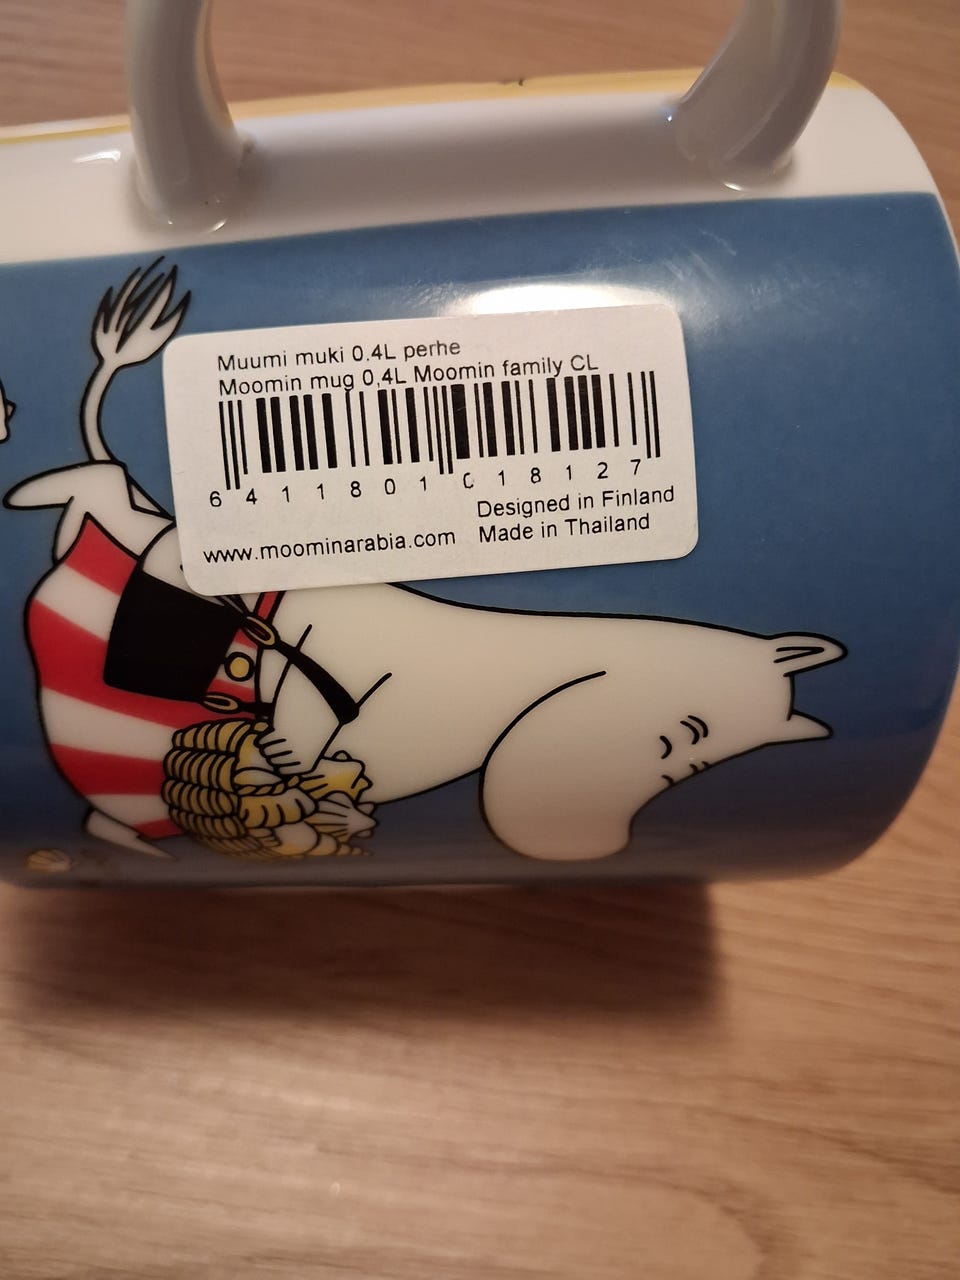 Muumi muki 0.4L perhe
Moomin mug 0,4L Moomin family CL
6 411801 018127
Designed in Finland
www.moominarabia.com Made in Thailand